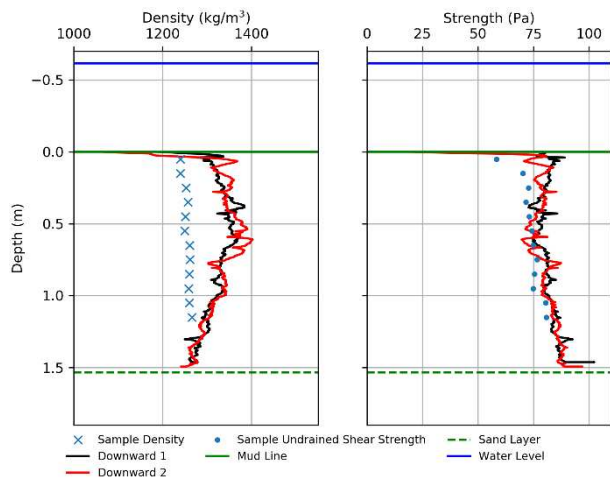 Density (kg/m³) Strength (Pa)
1000 1200 1400 0 25 50 75 100
−0.5
0.0
0.5
1.0
1.5
Depth (m)
Sample Density Sample Undrained Shear Strength Sand Layer
Downward 1 Mud Line Water Level
Downward 2